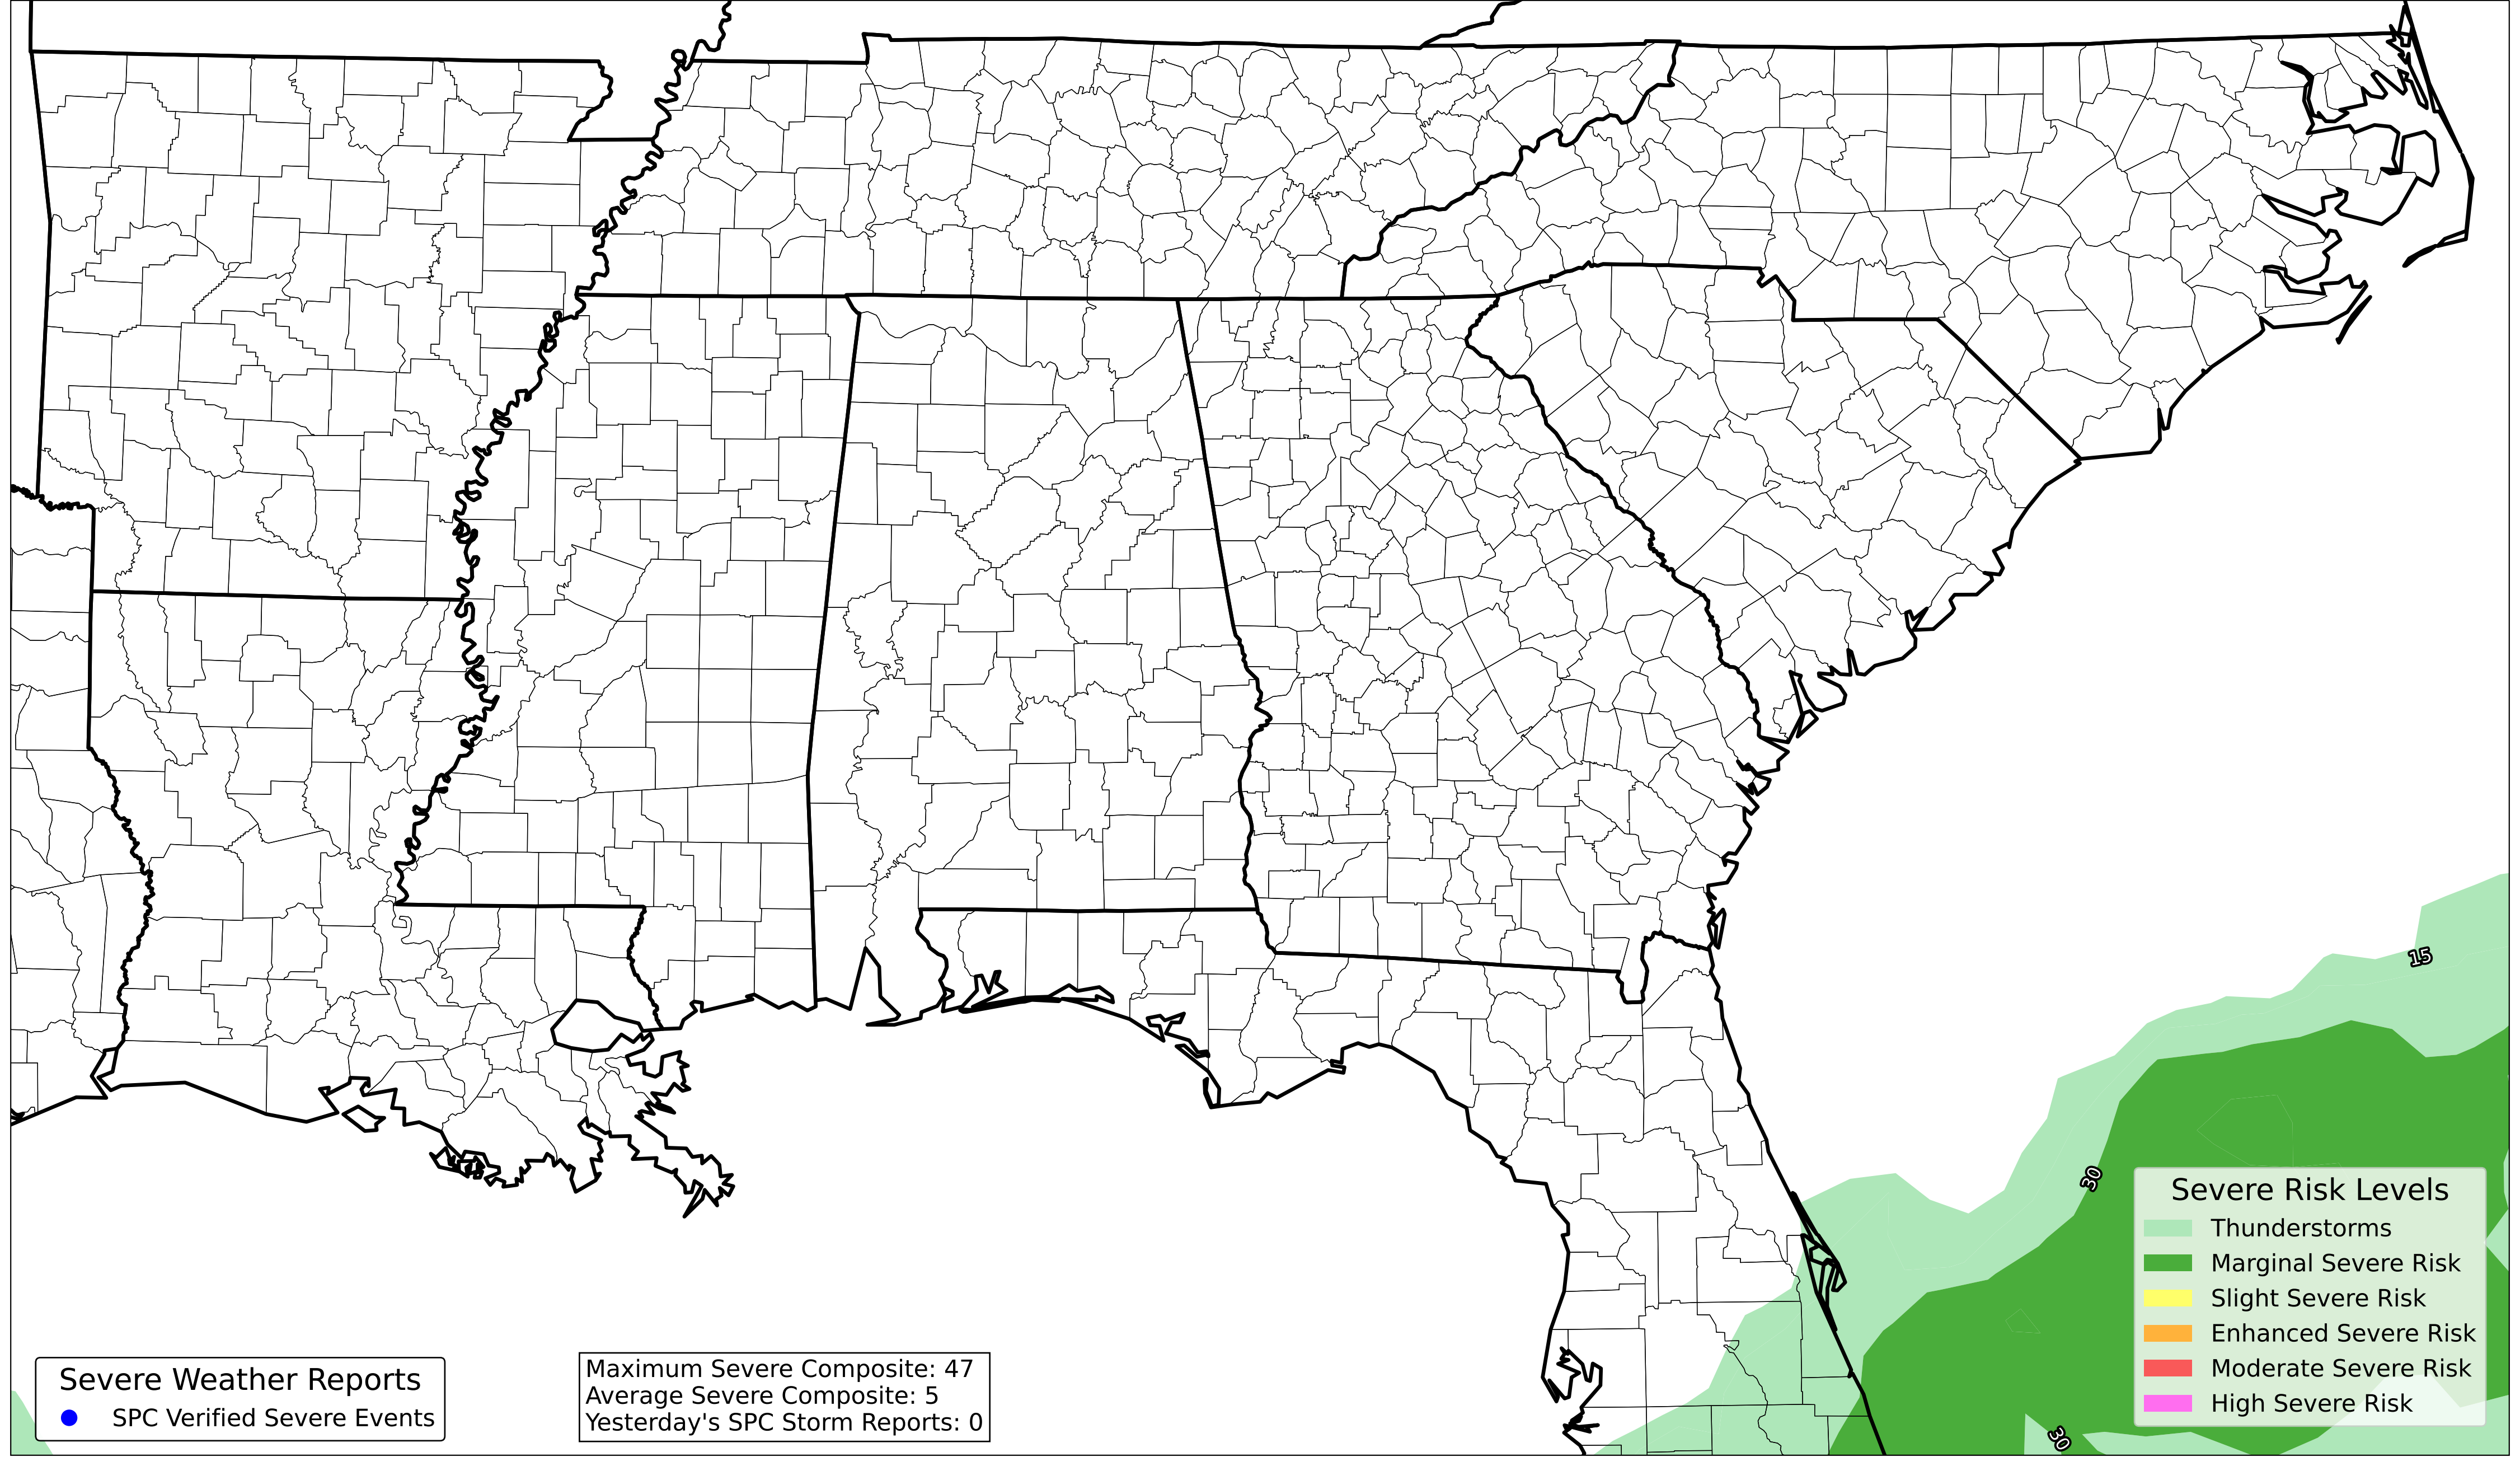 15
30
Severe Risk Levels
Thunderstorms
Marginal Severe Risk
Slight Severe Risk
Enhanced Severe Risk
Moderate Severe Risk
High Severe Risk
Severe Weather Reports
SPC Verified Severe Events
Maximum Severe Composite: 47
Average Severe Composite: 5
Yesterday's SPC Storm Reports: 0
30